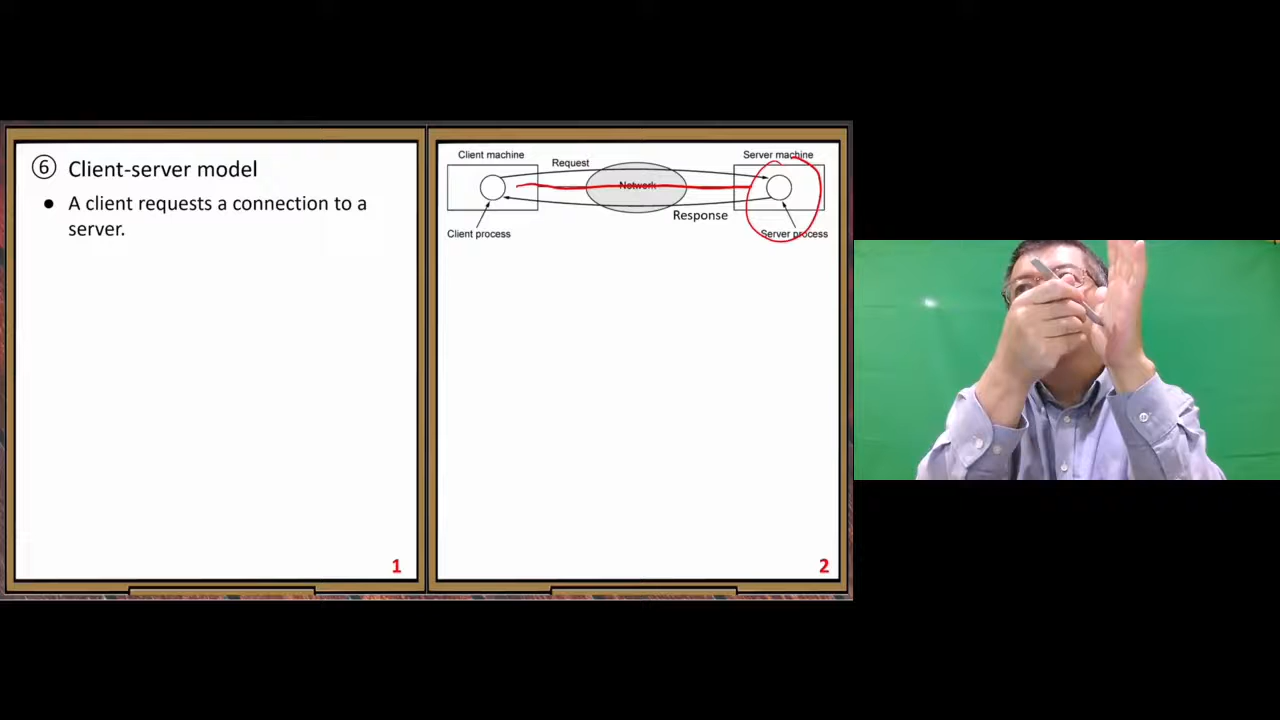 ⑥ Client-server model
● A client requests a connection to a
server.
1
Client machine
Request
Server machine
Network
Response
Client process
Server process
2